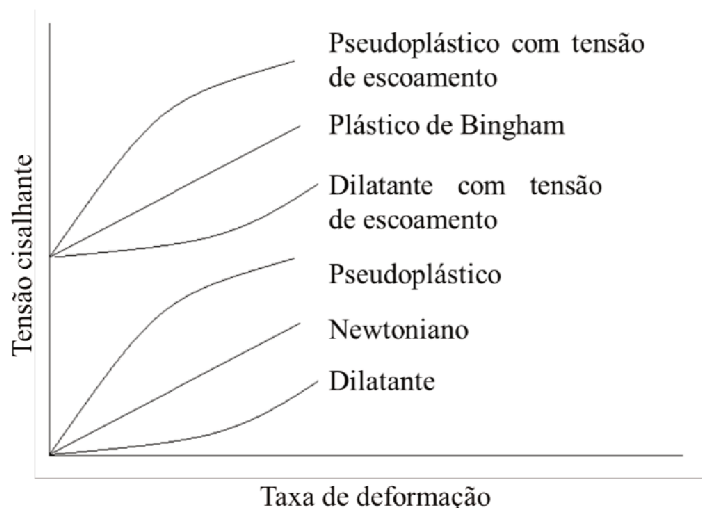 Pseudoplástico com tensão
de escoamento
Plástico de Bingham
Dilatante com tensão
de escoamento
Pseudoplástico
Newtoniano
Dilatante
Tensão cisalhante
Taxa de deformação